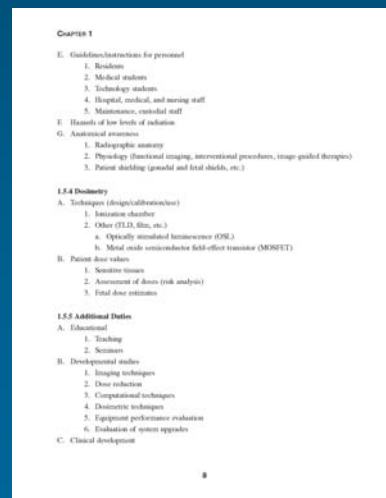 CHAPTER 1
E. Guidelines/instructions for personnel
1. Residents
2. Medical students
3. Technology students
4. Hospital, medical, and nursing staff
5. Maintenance, custodial staff
F. Hazards of low levels of radiation
G. Anatomical awareness
1. Radiographic anatomy
2. Physiology (functional imaging, interventional procedures, image-guided therapies)
3. Patient shielding (gonadal and fetal shields, etc.)
1.5.4 Dosimetry
A. Techniques (design/calibration/use)
1. Ionization chamber
2. Other (TLD, film, etc.)
a. Optically stimulated luminescence (OSL)
b. Metal oxide semiconductor field-effect transistor (MOSFET)
B. Patient dose values
1. Sensitive tissues
2. Assessment of doses (risk analysis)
3. Fetal dose estimates
1.5.5 Additional Duties
A. Educational
1. Teaching
2. Seminars
B. Developmental studies
1. Imaging techniques
2. Dose reduction
3. Computational techniques
4. Dosimetric techniques
5. Equipment performance evaluation
6. Evaluation of system upgrades
C. Clinical development
8